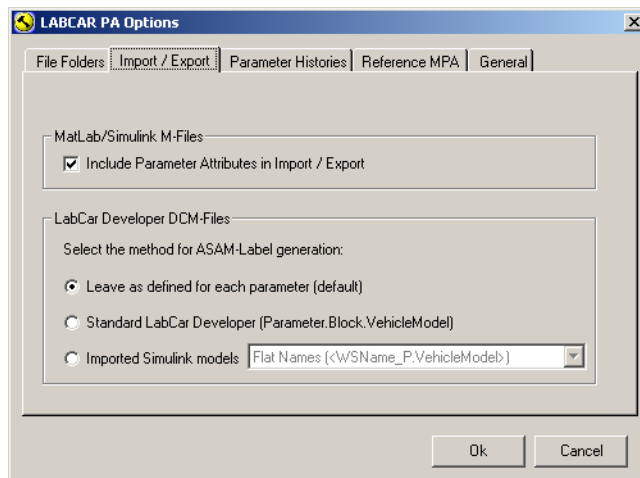 LABCAR PA Options
File Folders Import / Export Parameter Histories Reference MPA General
MatLab/Simulink M-Files
Include Parameter Attributes in Import / Export
LabCar Developer DCM-Files
Select the method for ASAM-Label generation:
Leave as defined for each parameter (default)
Standard LabCar Developer (Parameter.Block.VehicleModel)
Imported Simulink models Flat Names (<WSName_P.VehicleModel>)
Ok Cancel